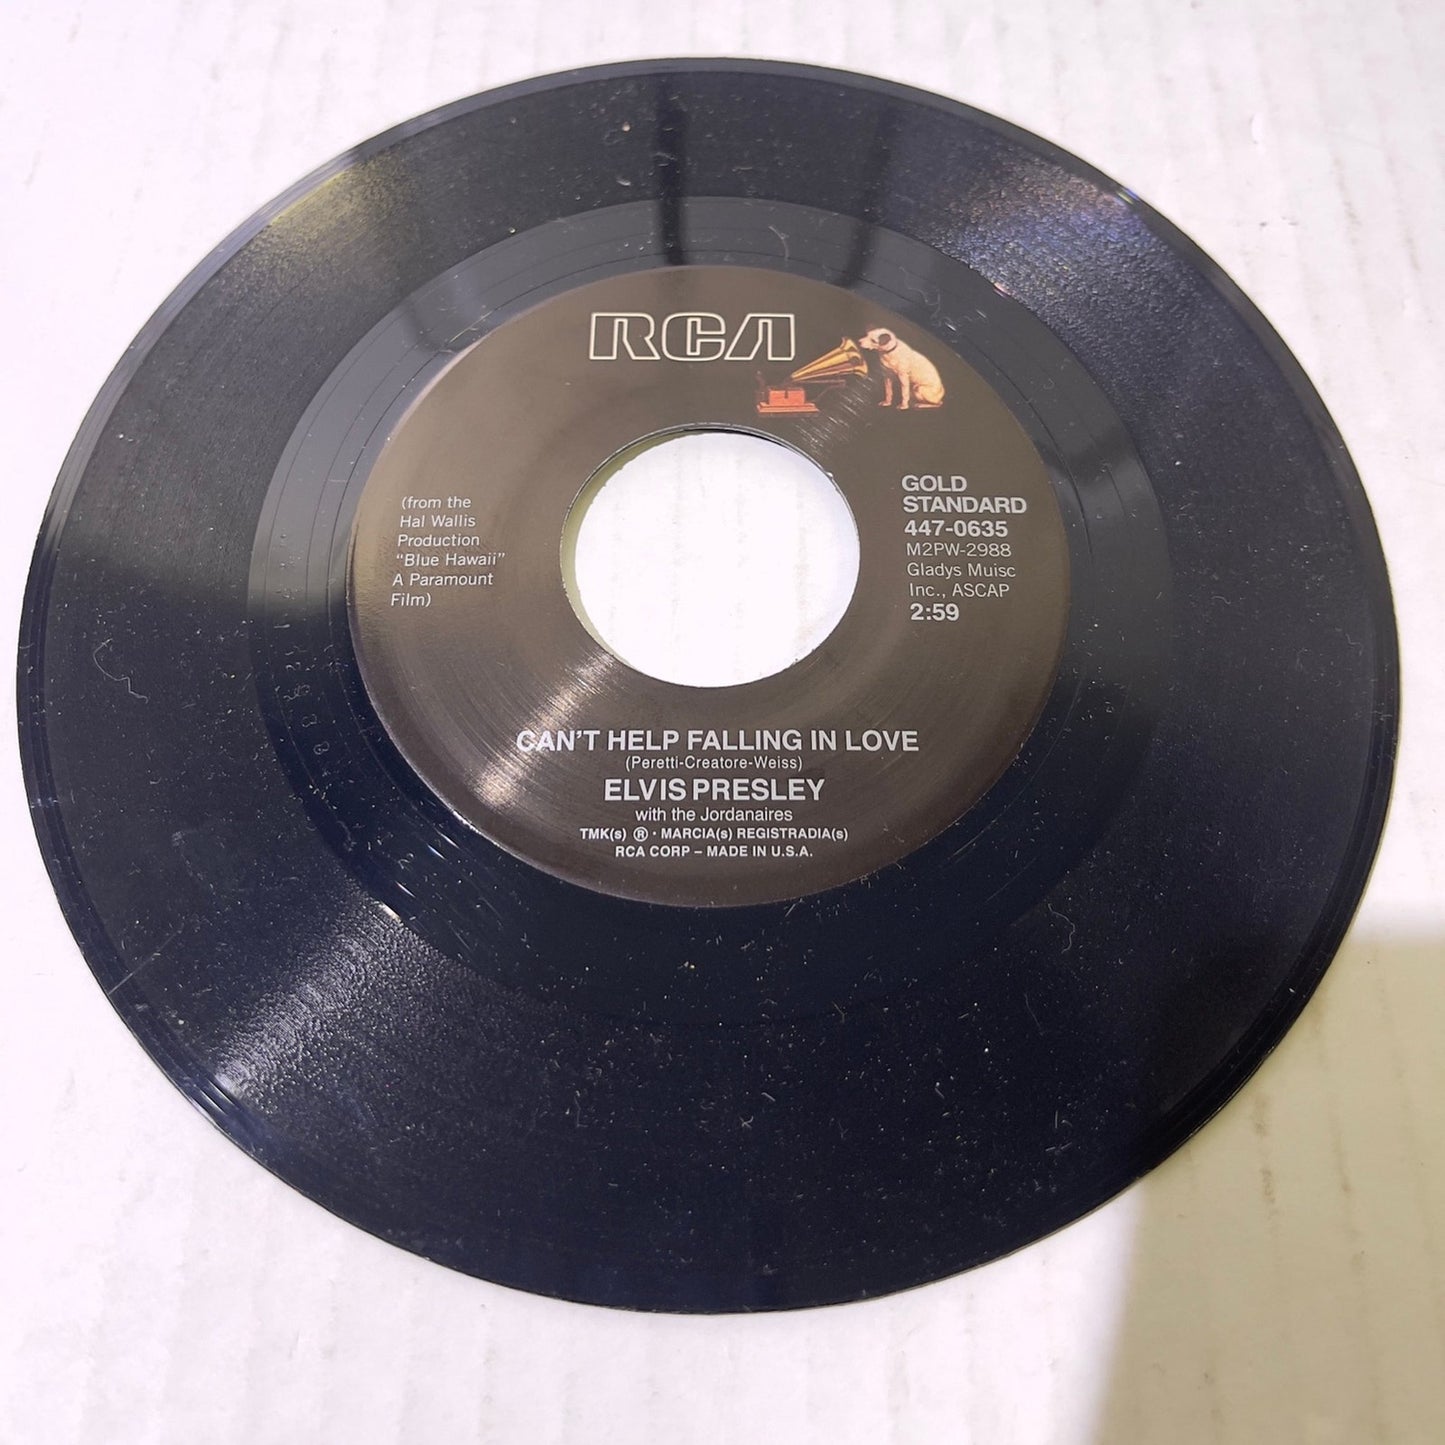 RCA
(from the
Hal Wallis
Production
"Blue Hawaii"
A Paramount
Film)
GOLD
STANDARD
447-0635
M2PW-2988
Gladys Muisc
Inc., ASCAP
2:59
CAN'T HELP FALLING IN LOVE
(Peretti-Creatore-Weiss)
ELVIS PRESLEY
with the Jordanaires
TMK(s) ® · MARCIA(s) REGISTRADIA(s)
RCA CORP – MADE IN U.S.A.